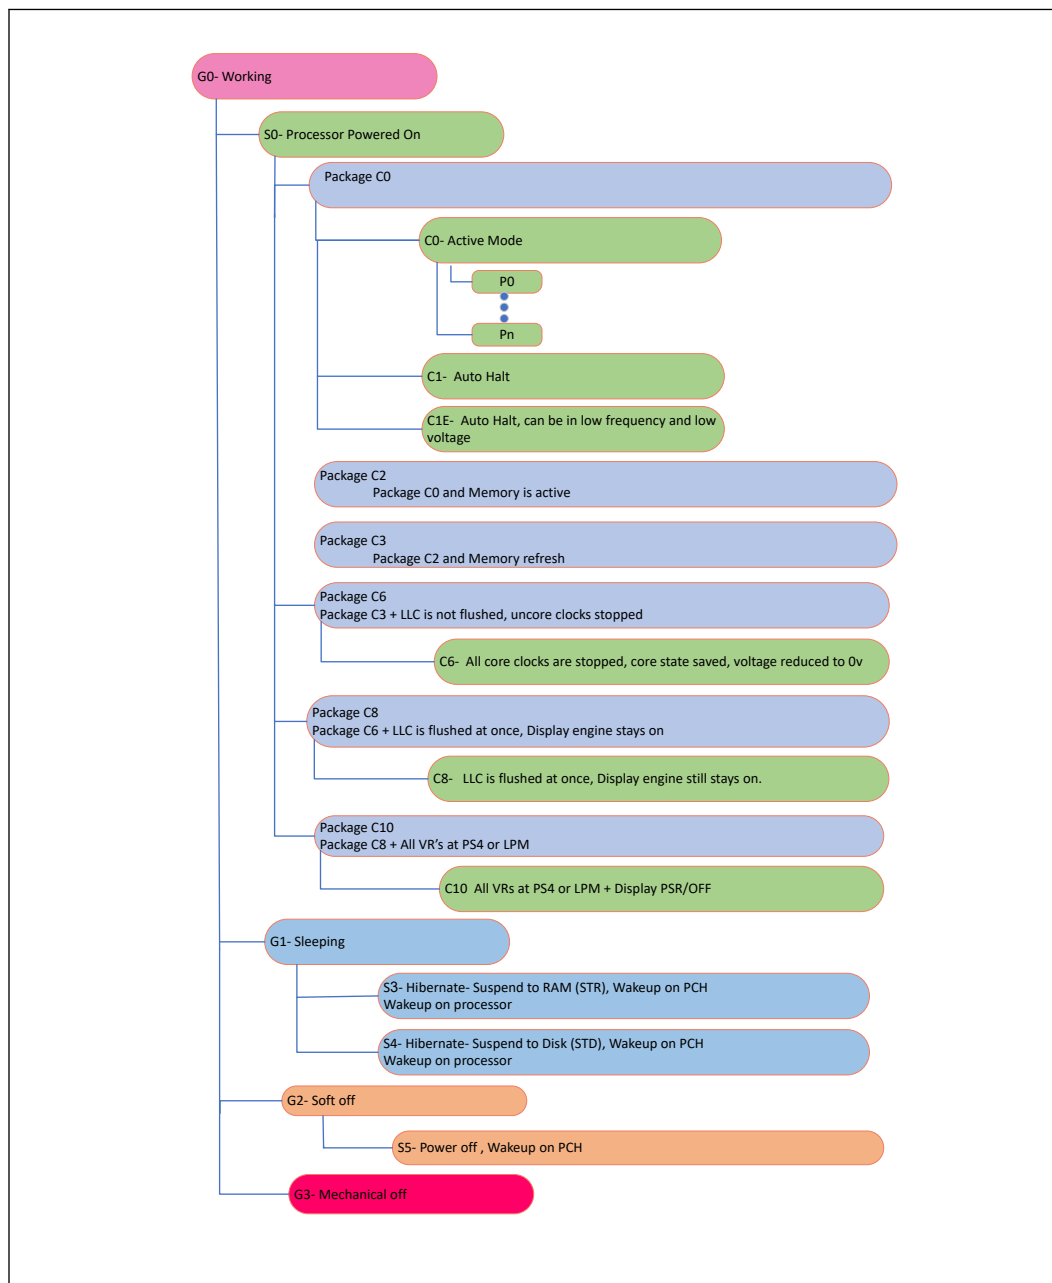 G0- Working
S0- Processor Powered On
Package C0
C0- Active Mode
P0
Pn
C1-  Auto Halt
C1E-  Auto Halt, can be in low frequency and low
voltage
Package C2
Package C0 and Memory is active
Package C3
Package C2 and Memory refresh
Package C6
Package C3 + LLC is not flushed, uncore clocks stopped
C6-  All core clocks are stopped, core state saved, voltage reduced to 0v
Package C8
Package C6 + LLC is flushed at once, Display engine stays on
C8-   LLC is flushed at once, Display engine still stays on.
Package C10
Package C8 + All VR's at PS4 or LPM
C10  All VRs at PS4 or LPM + Display PSR/OFF
G1- Sleeping
S3- Hibernate- Suspend to RAM (STR), Wakeup on PCH
Wakeup on processor
S4- Hibernate- Suspend to Disk (STD), Wakeup on PCH
Wakeup on processor
G2- Soft off
S5- Power off , Wakeup on PCH
G3- Mechanical off